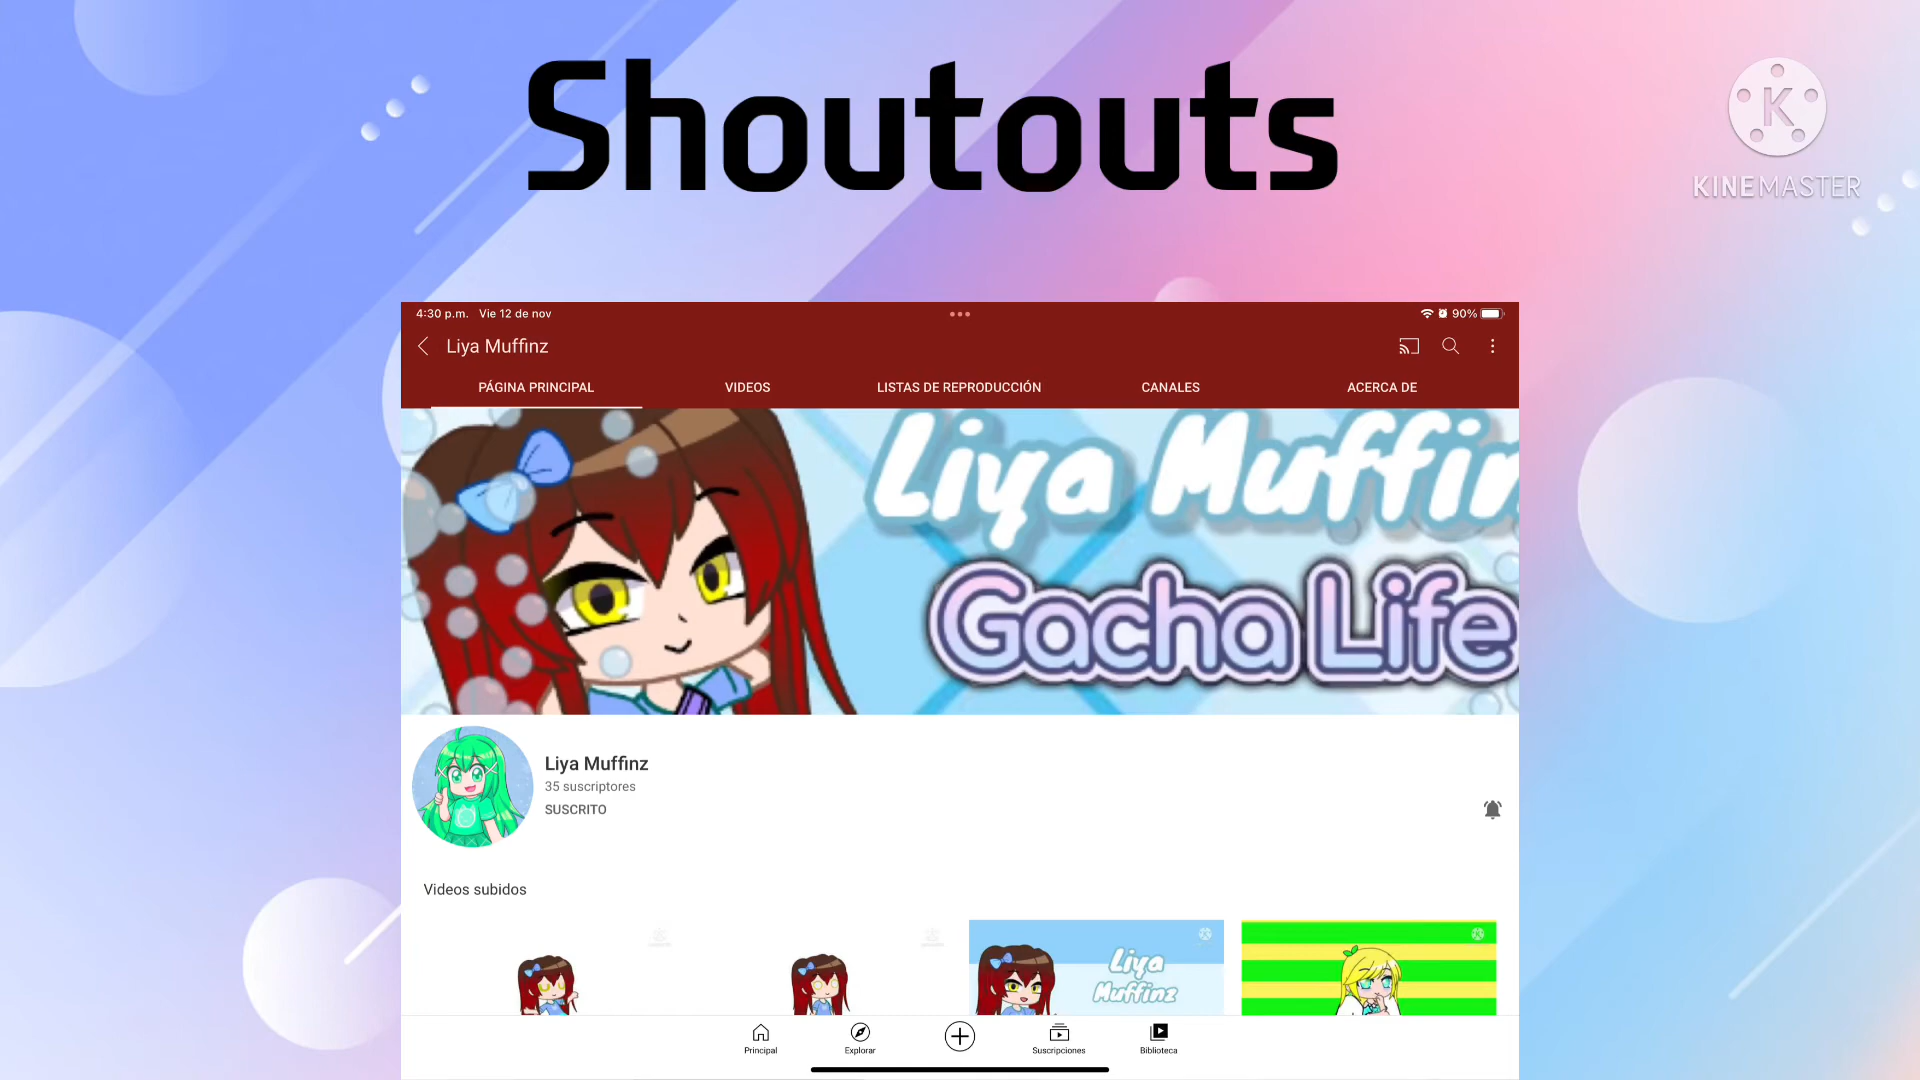 Shoutouts
K
KINEMASTER
4:30 p.m. Vie 12 de nov
90%
Liya Muffinz
PÁGINA PRINCIPAL VIDEOS LISTAS DE REPRODUCCIÓN CANALES ACERCA DE
Liya Muffin
Gacha Life
Liya Muffinz
35 suscriptores
SUSCRITO
Videos subidos
Liya
Muffinz
Principal Explorar Suscripciones Biblioteca